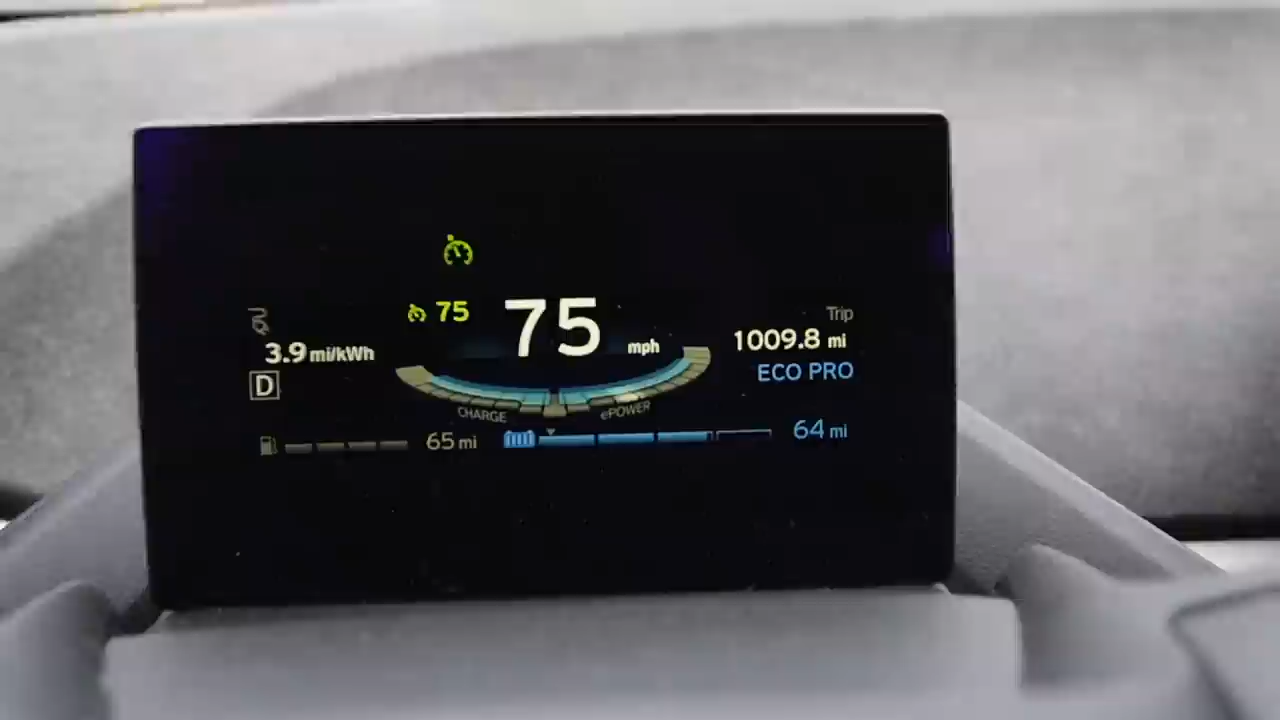 75 75 mph
3.9 mi/kWh
D
Trip
1009.8 mi
ECO PRO
CHARGE ePOWER
65 mi 64 mi